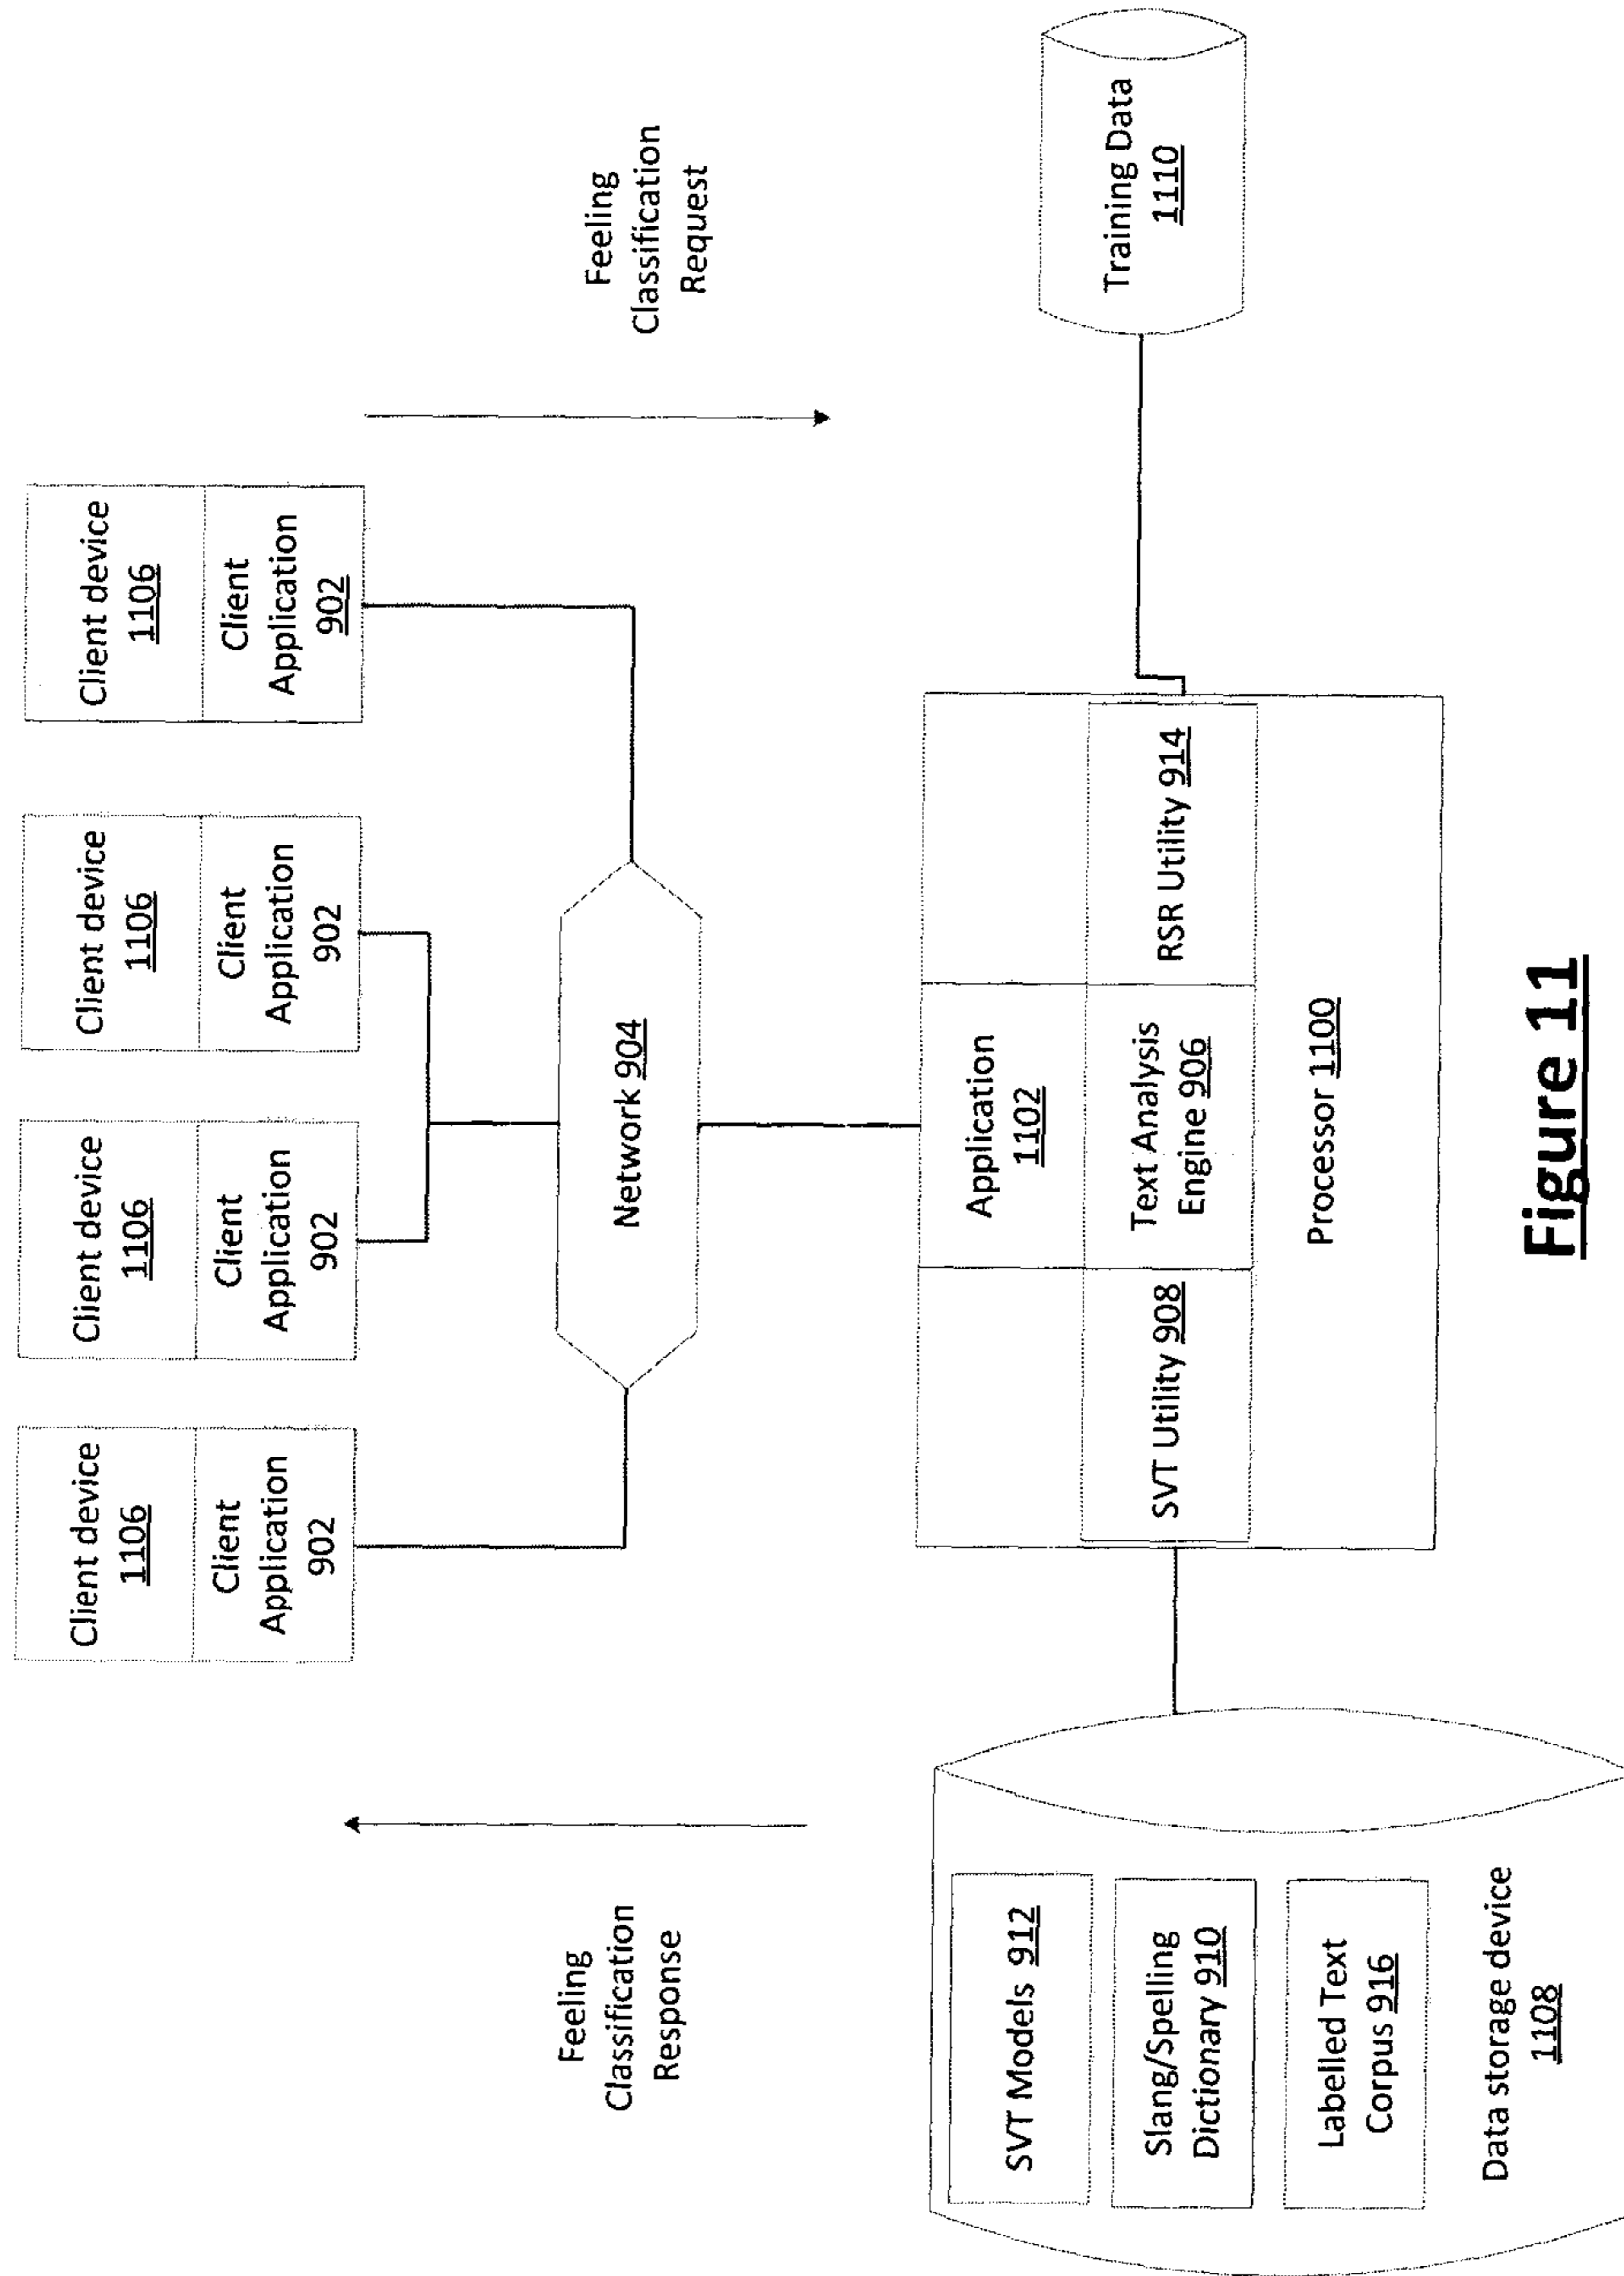 Client device
1106
Client
Application
902
Client device
1106
Client
Application
902
Client device
1106
Client
Application
902
Client device
1106
Client
Application
902
Feeling
Classification
Response
Network 904
Feeling
Classification
Request
SVT Models 912
Slang/Spelling
Dictionary 910
Labelled Text
Corpus 916
Data storage device
1108
Application
1102
SVT Utility 908
Text Analysis
Engine 906
RSR Utility 914
Processor 1100
Training Data
1110
Figure 11